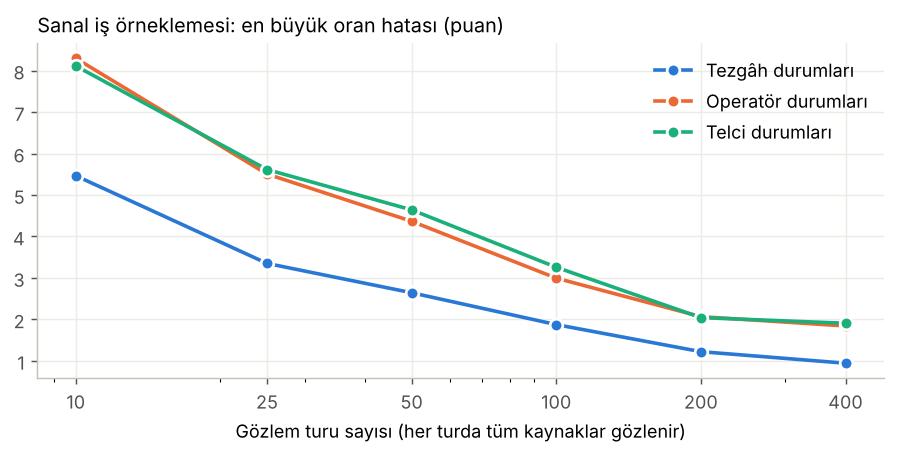 Sanal iş örneklemesi: en büyük oran hatası (puan)
Tezgâh durumları
Operatör durumları
Telci durumları
8
7
6
5
4
3
2
1
10 25 50 100 200 400
Gözlem turu sayısı (her turda tüm kaynaklar gözlenir)